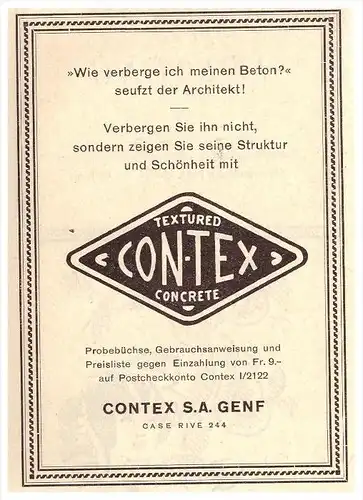 »Wie verberge ich meinen Beton?«
seufzt der Architekt!
Verbergen Sie ihn nicht,
sondern zeigen Sie seine Struktur
und Schönheit mit
TEXTURED
CON-TEX
CONCRETE
Probebüchse, Gebrauchsanweisung und
Preisliste gegen Einzahlung von Fr. 9.–
auf Postcheckkonto Contex I/2122
CONTEX S.A. GENF
CASE RIVE 244